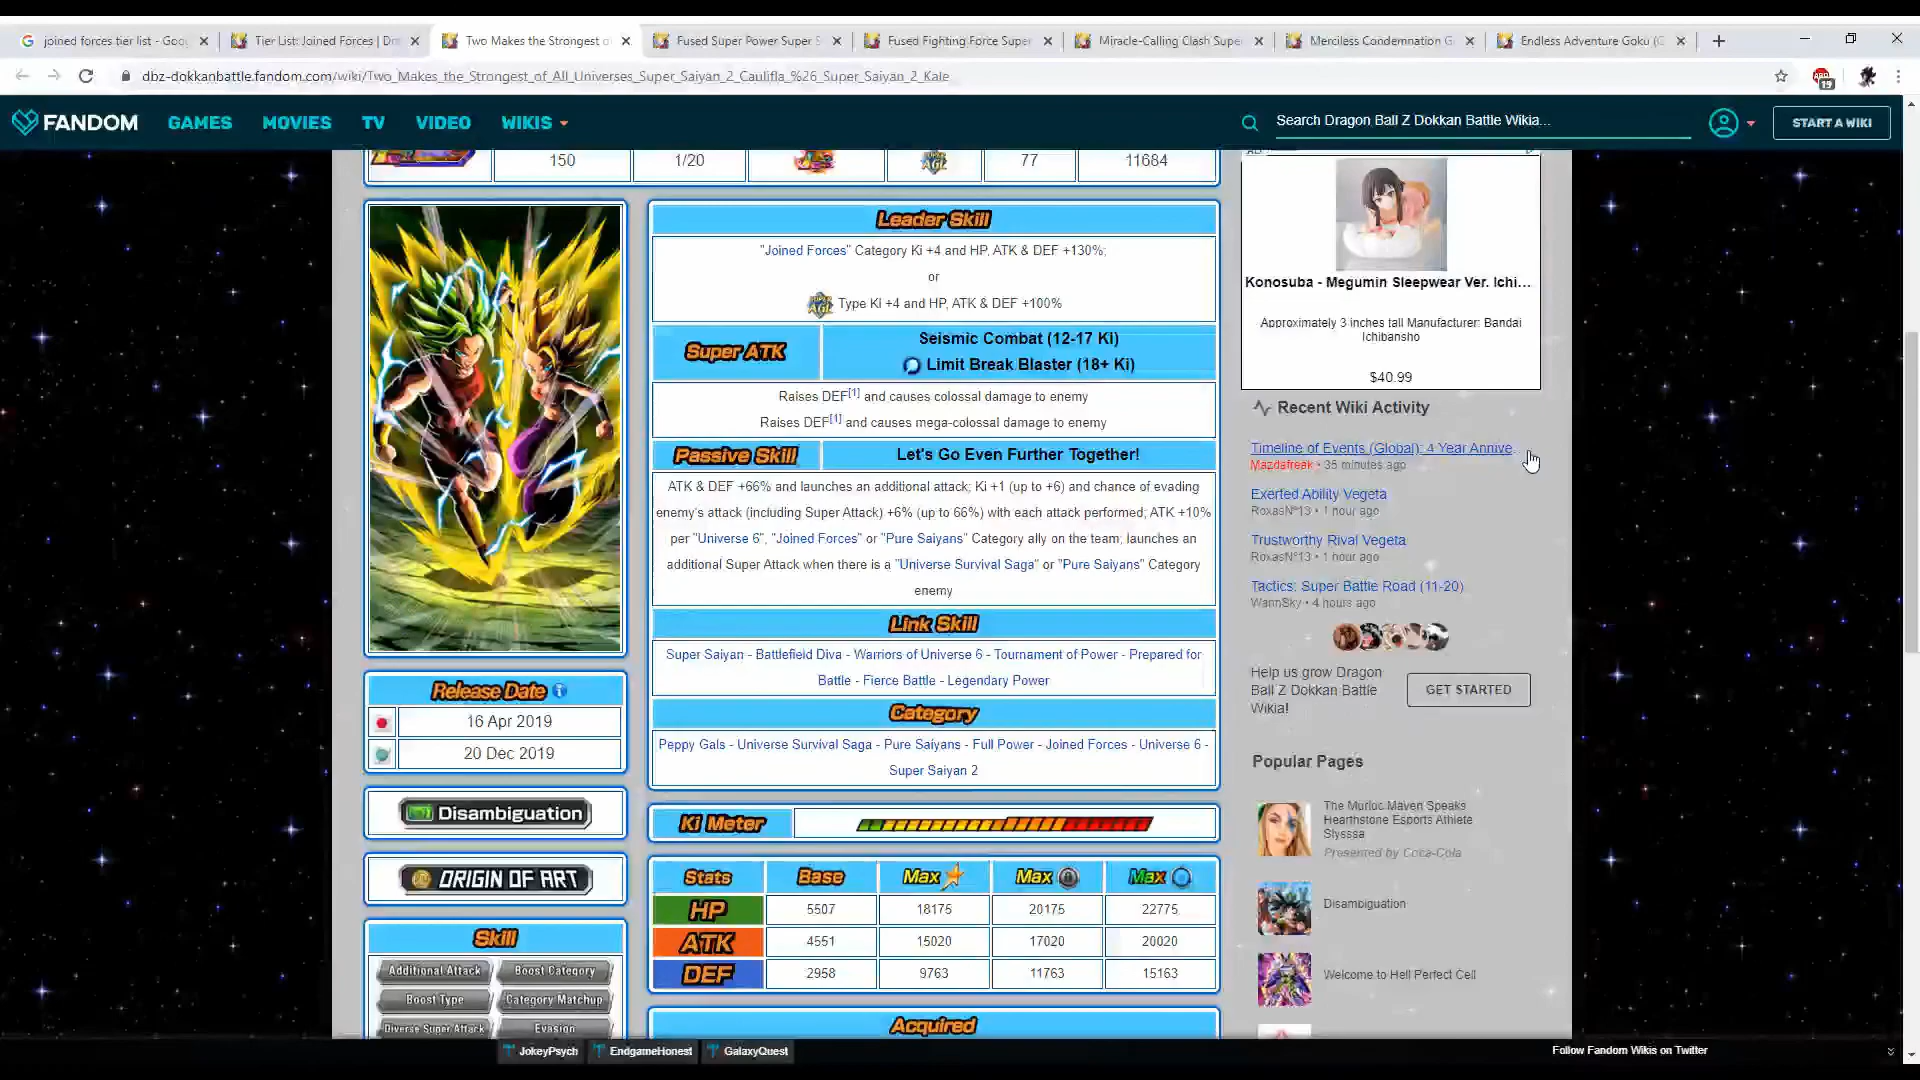 joined forces tier list - Goo
Tier List: Joined Forces | Dr
Two Makes the Strongest o
Fused Super Power Super S
Fused Fighting Force Super
Miracle-Calling Clash Supe
Merciless Condemnation G
Endless Adventure Goku (
dbz-dokkanbattle.fandom.com/wiki/Two_Makes_the_Strongest_of_All_Universes_Super_Saiyan_2_Caulifla_%26_Super_Saiyan_2_Kale
19
FANDOM GAMES MOVIES TV VIDEO WIKIS
Search Dragon Ball Z Dokkan Battle Wikia...
START A WIKI
150 1/20 SUPER AGL 77 11684
Leader Skill
"Joined Forces" Category Ki +4 and HP, ATK & DEF +130%;
or
SUPER AGL Type Ki +4 and HP, ATK & DEF +100%
Super ATK
Seismic Combat (12-17 Ki)
Limit Break Blaster (18+ Ki)
Raises DEF[1] and causes colossal damage to enemy
Raises DEF[1] and causes mega-colossal damage to enemy
Passive Skill
Let's Go Even Further Together!
ATK & DEF +66% and launches an additional attack; Ki +1 (up to +6) and chance of evading
enemy's attack (including Super Attack) +6% (up to 66%) with each attack performed; ATK +10%
per "Universe 6", "Joined Forces" or "Pure Saiyans" Category ally on the team; launches an
additional Super Attack when there is a "Universe Survival Saga" or "Pure Saiyans" Category
enemy
Link Skill
Super Saiyan - Battlefield Diva - Warriors of Universe 6 - Tournament of Power - Prepared for
Battle - Fierce Battle - Legendary Power
Category
Peppy Gals - Universe Survival Saga - Pure Saiyans - Full Power - Joined Forces - Universe 6 -
Super Saiyan 2
Ki Meter
Stats Base Max Max Max
HP 5507 18175 20175 22775
ATK 4551 15020 17020 20020
DEF 2958 9763 11763 15163
Acquired
Release Date
16 Apr 2019
20 Dec 2019
Disambiguation
ORIGIN OF ART
Skill
Additional Attack Boost Category
Boost Type Category Matchup
Diverse Super Attack Evasion
Konosuba - Megumin Sleepwear Ver. Ichi...
Approximately 3 inches tall Manufacturer: Bandai
Ichibansho
$40.99
Recent Wiki Activity
Timeline of Events (Global): 4 Year Annive
Mazdafreak • 35 minutes ago
Exerted Ability Vegeta
RoxasNº13 • 1 hour ago
Trustworthy Rival Vegeta
RoxasNº13 • 1 hour ago
Tactics: Super Battle Road (11-20)
WannSky • 4 hours ago
Help us grow Dragon
Ball Z Dokkan Battle
Wikia!
GET STARTED
Popular Pages
The Murloc Maven Speaks
Hearthstone Esports Athlete
Slysssa
Presented by Coca-Cola
Disambiguation
Welcome to Hell Perfect Cell
JokeyPsych EndgameHonest GalaxyQuest
Follow Fandom Wikis on Twitter